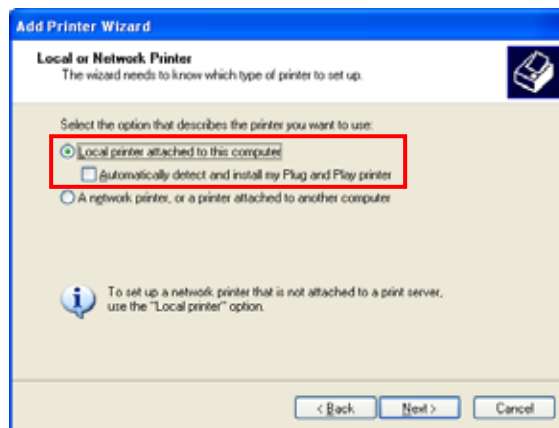 Add Printer Wizard
Local or Network Printer
The wizard needs to know which type of printer to set up.
Select the option that describes the printer you want to use:
Local printer attached to this computer
Automatically detect and install my Plug and Play printer
A network printer, or a printer attached to another computer
To set up a network printer that is not attached to a print server,
use the "Local printer" option.
< Back Next > Cancel